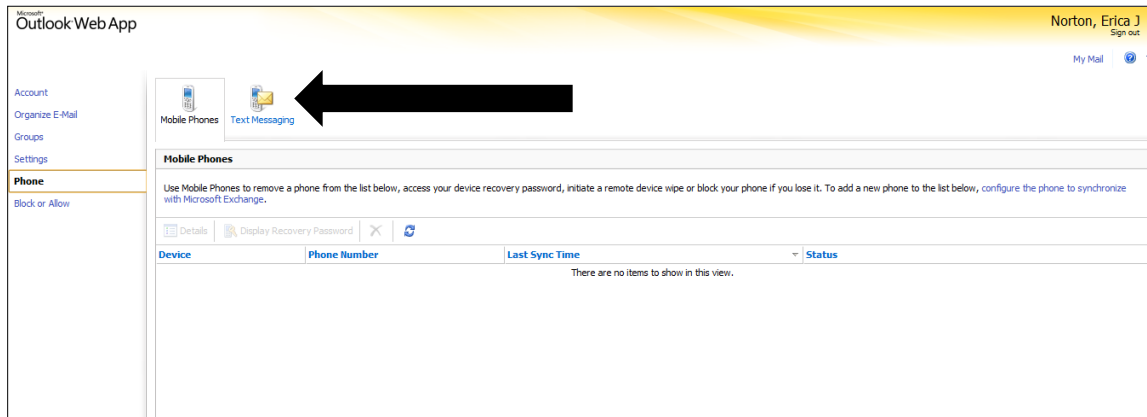 Microsoft®
Outlook Web App
Norton, Erica J
Sign out
My Mail
Account
Organize E-Mail
Groups
Settings
Phone
Block or Allow
Mobile Phones
Text Messaging
Mobile Phones
Use Mobile Phones to remove a phone from the list below, access your device recovery password, initiate a remote device wipe or block your phone if you lose it. To add a new phone to the list below, configure the phone to synchronize
with Microsoft Exchange.
Details
Display Recovery Password
Device
Phone Number
Last Sync Time
Status
There are no items to show in this view.